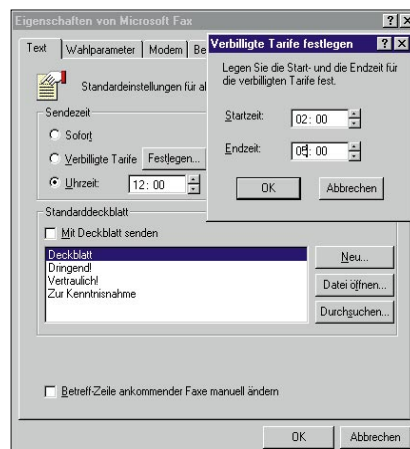 Eigenschaften von Microsoft Fax
Text
Wahlparameter
Modem
Be
Standardeinstellungen für al
Sendezeit
Sofort
Verbilligte Tarife
Festlegen...
Uhrzeit:
12: 00
Standarddeckblatt
Mit Deckblatt senden
Deckblatt
Dringend!
Vertraulich!
Zur Kenntnisnahme
Neu...
Datei öffnen...
Durchsuchen...
Betreff-Zeile ankommender Faxe manuell ändern
OK
Abbrechen
Verbilligte Tarife festlegen
Legen Sie die Start- und die Endzeit für
die verbilligten Tarife fest.
Startzeit:
02: 00
Endzeit:
05: 00
OK
Abbrechen